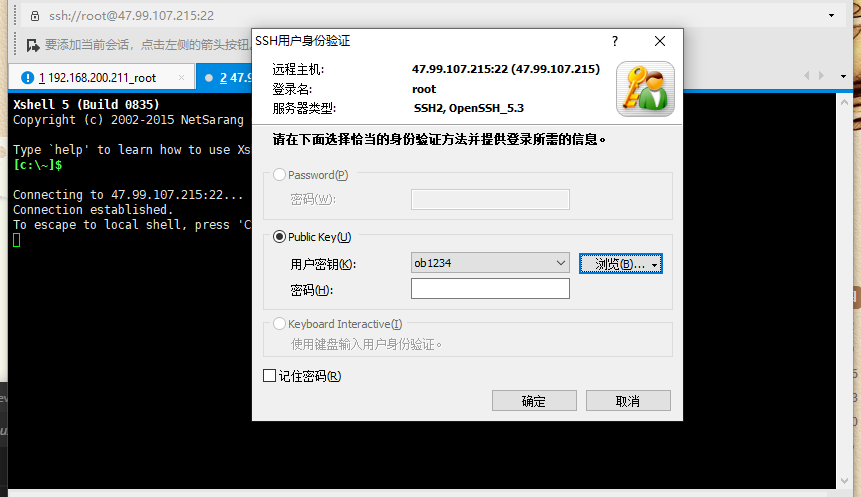 ssh://root@47.99.107.215:22
要添加当前会话，点击左侧的箭头按钮。
1 192.168.200.211_root
2 47.9
Xshell 5 (Build 0835)
Copyright (c) 2002-2015 NetSarang
Type `help' to learn how to use Xs
[c:\~]$
Connecting to 47.99.107.215:22...
Connection established.
To escape to local shell, press 'C
SSH用户身份验证
?
远程主机: 47.99.107.215:22 (47.99.107.215)
登录名: root
服务器类型: SSH2, OpenSSH_5.3
请在下面选择恰当的身份验证方法并提供登录所需的信息。
Password(P)
密码(W):
Public Key(U)
用户密钥(K): ob1234 浏览(B)...
密码(H):
Keyboard Interactive(I)
使用键盘输入用户身份验证。
记住密码(R)
确定 取消